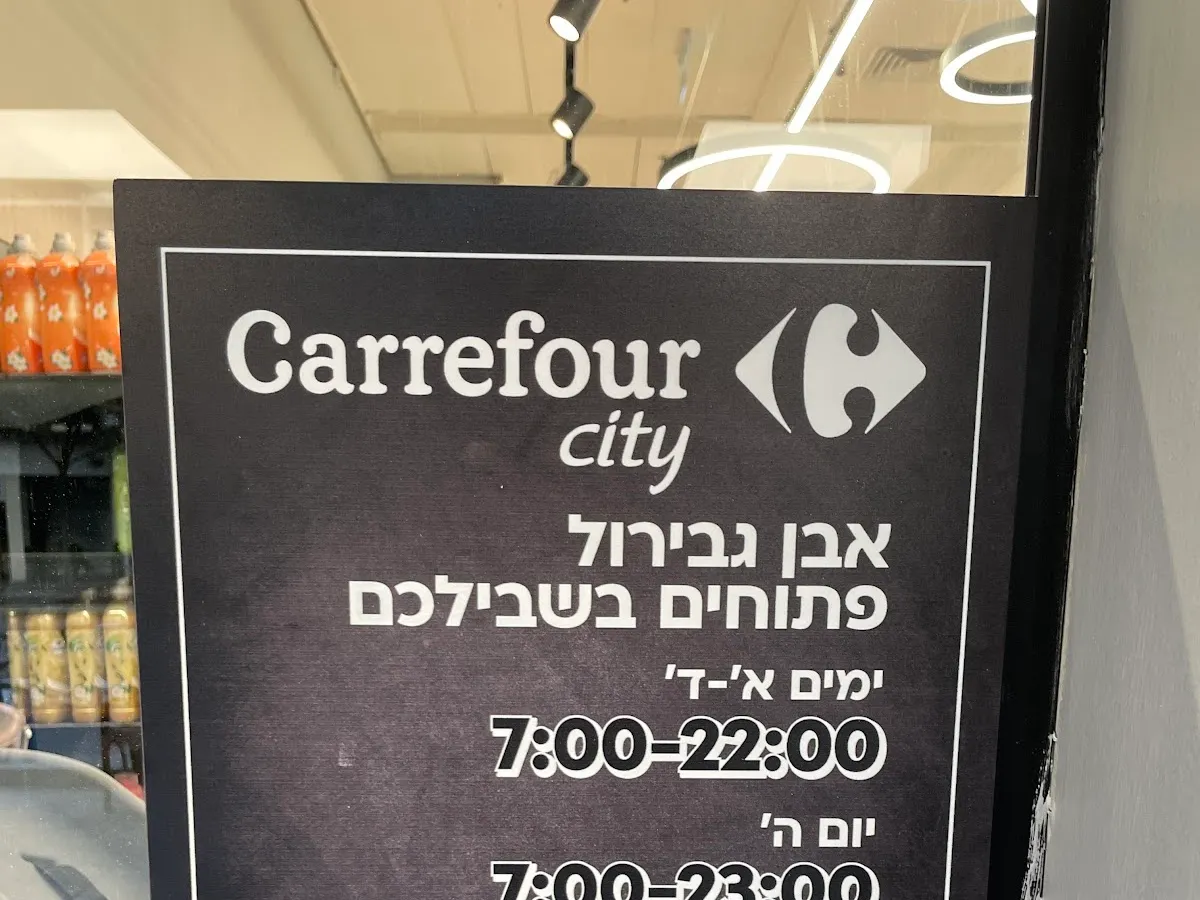 Carrefour
city
אבן גבירול
פתוחים בשבילכם
ימים א'-ד'
7:00-22:00
יום ה'
7:00-23:00